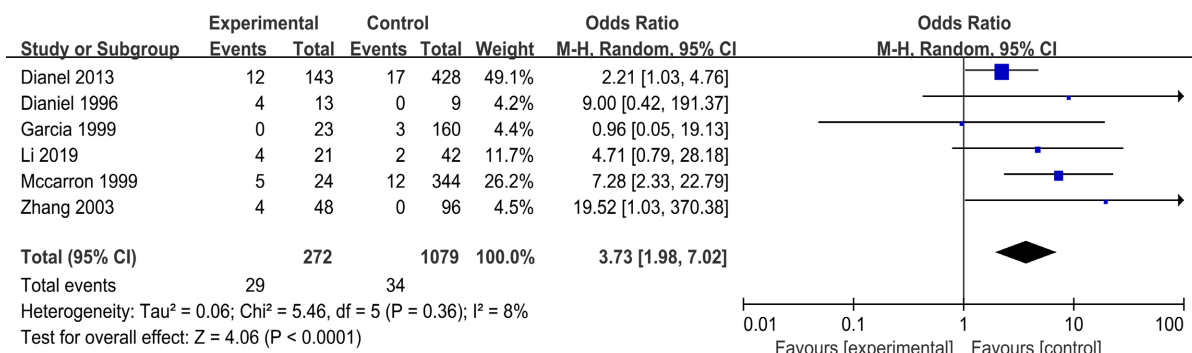 Experimental Control Odds Ratio Odds Ratio
Study or Subgroup Events Total Events Total Weight M-H, Random, 95% CI M-H, Random, 95% CI
Dianel 2013 12 143 17 428 49.1% 2.21 [1.03, 4.76]
Dianiel 1996 4 13 0 9 4.2% 9.00 [0.42, 191.37]
Garcia 1999 0 23 3 160 4.4% 0.96 [0.05, 19.13]
Li 2019 4 21 2 42 11.7% 4.71 [0.79, 28.18]
Mccarron 1999 5 24 12 344 26.2% 7.28 [2.33, 22.79]
Zhang 2003 4 48 0 96 4.5% 19.52 [1.03, 370.38]
Total (95% CI) 272 1079 100.0% 3.73 [1.98, 7.02]
Total events 29 34
Heterogeneity: Tau² = 0.06; Chi² = 5.46, df = 5 (P = 0.36); I² = 8%
Test for overall effect: Z = 4.06 (P < 0.0001)
0.01 0.1 1 10 100
Favours [experimental] Favours [control]